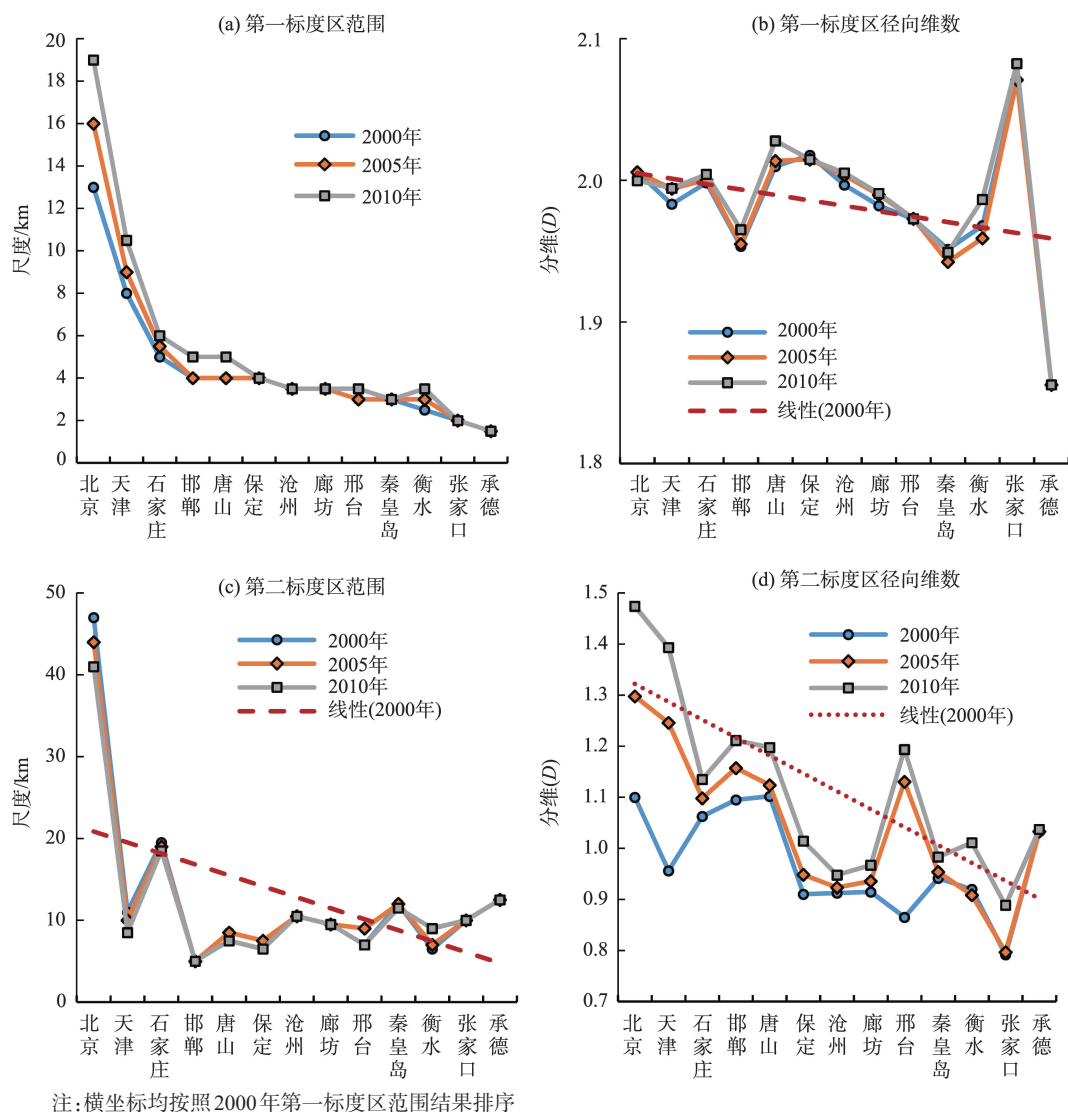 (a) 第一标度区范围
20
18
16
14
12
10
8
6
4
2
0
尺度/km
2000年
2005年
2010年
北京 天津 石家庄 邯郸 唐山 保定 沧州 廊坊 邢台 秦皇岛 衡水 张家口 承德
(b) 第一标度区径向维数
2.1
2.0
1.9
1.8
分维(D)
2000年
2005年
2010年
线性(2000年)
北京 天津 石家庄 邯郸 唐山 保定 沧州 廊坊 邢台 秦皇岛 衡水 张家口 承德
(c) 第二标度区范围
50
40
30
20
10
0
尺度/km
2000年
2005年
2010年
线性(2000年)
北京 天津 石家庄 邯郸 唐山 保定 沧州 廊坊 邢台 秦皇岛 衡水 张家口 承德
(d) 第二标度区径向维数
1.5
1.4
1.3
1.2
1.1
1.0
0.9
0.8
0.7
分维(D)
2000年
2005年
2010年
线性(2000年)
北京 天津 石家庄 邯郸 唐山 保定 沧州 廊坊 邢台 秦皇岛 衡水 张家口 承德
注:横坐标均按照2000年第一标度区范围结果排序